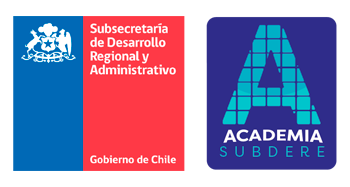 Subsecretaría
de Desarrollo
Regional y
Administrativo
Gobierno de Chile
ACADEMIA
SUBDERE